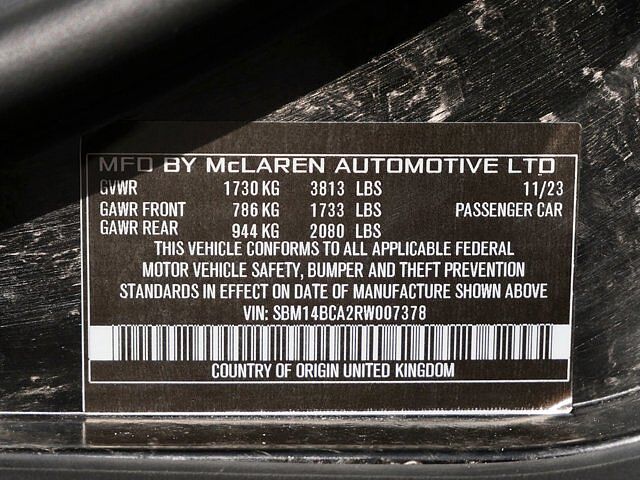 MFD BY McLAREN AUTOMOTIVE LTD
GVWR 1730 KG 3813 LBS 11/23
GAWR FRONT 786 KG 1733 LBS PASSENGER CAR
GAWR REAR 944 KG 2080 LBS
THIS VEHICLE CONFORMS TO ALL APPLICABLE FEDERAL
MOTOR VEHICLE SAFETY, BUMPER AND THEFT PREVENTION
STANDARDS IN EFFECT ON DATE OF MANUFACTURE SHOWN ABOVE
VIN: SBM14BCA2RW007378
COUNTRY OF ORIGIN UNITED KINGDOM